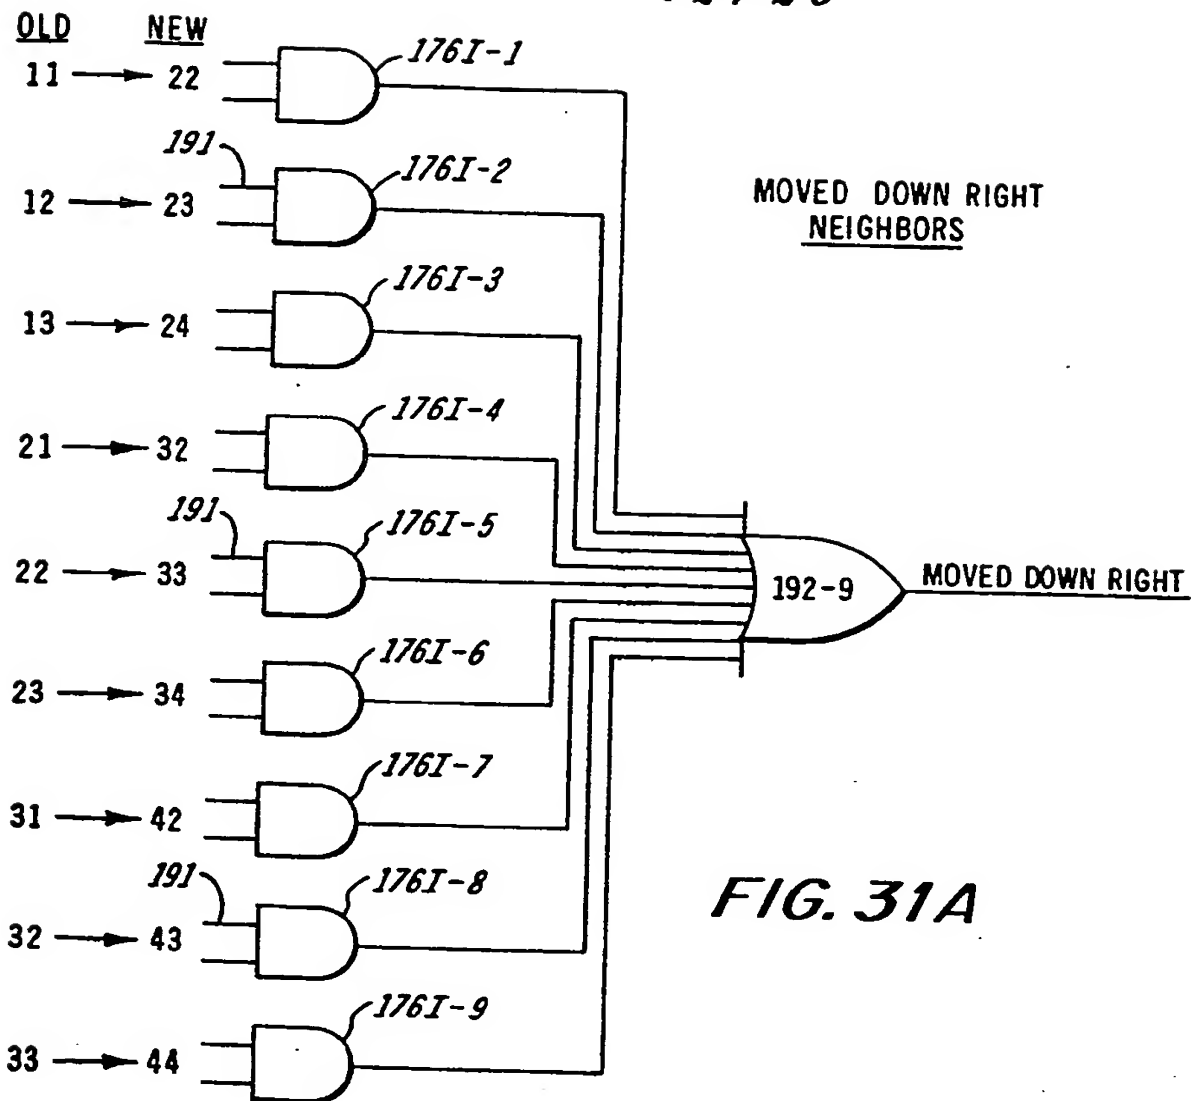 OLD NEW
11 22 176I-1
191
12 23 176I-2
MOVED DOWN RIGHT
NEIGHBORS
13 24 176I-3
21 32 176I-4
191
22 33 176I-5
192-9 MOVED DOWN RIGHT
23 34 176I-6
31 42 176I-7
191
32 43 176I-8
FIG. 31A
33 44 176I-9